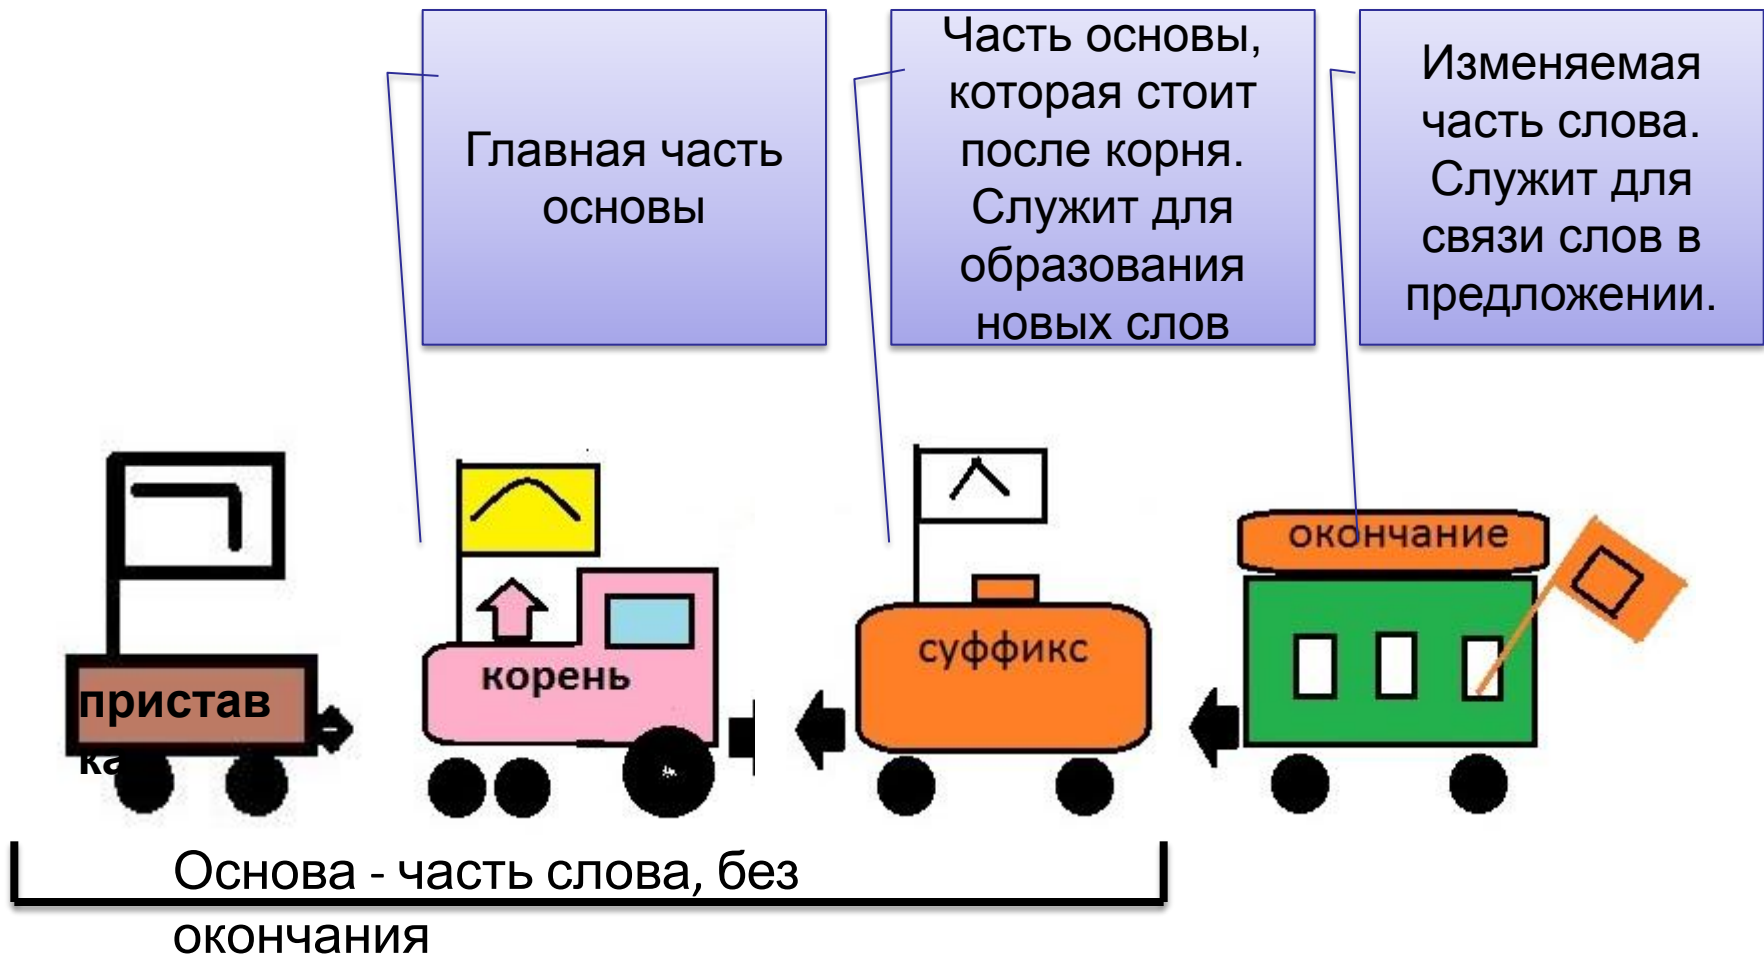 Главная часть
основы
Часть основы,
которая стоит
после корня.
Служит для
образования
новых слов
Изменяемая
часть слова.
Служит для
связи слов в
предложении.
пристав
ка
корень
суффикс
окончание
Основа - часть слова, без
окончания